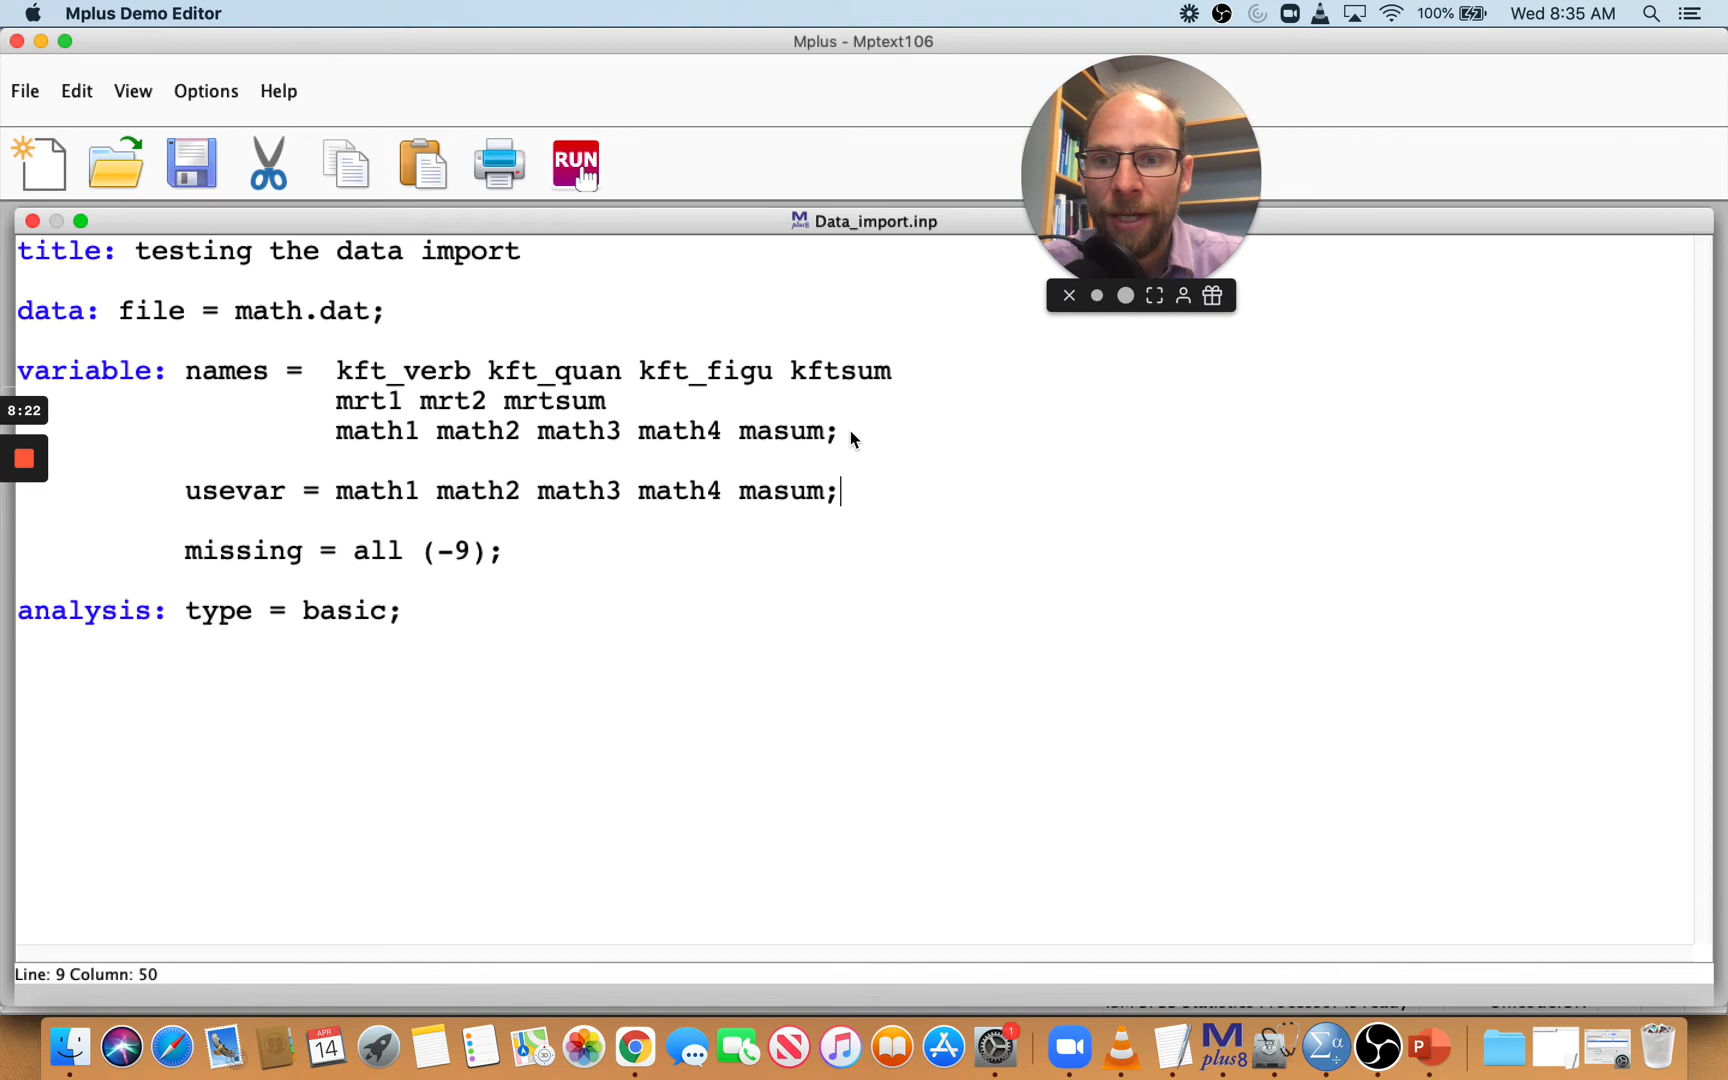 Mplus Demo Editor
100%
Wed 8:35 AM
Mplus - Mptext106
File Edit View Options Help
RUN
Mplus Data_import.inp
title: testing the data import
data: file = math.dat;
variable: names = kft_verb kft_quan kft_figu kftsum
mrt1 mrt2 mrtsum
math1 math2 math3 math4 masum;
usevar = math1 math2 math3 math4 masum;
missing = all (-9);
analysis: type = basic;
8:22
Line: 9 Column: 50
APR
14
1
M
plus8
P